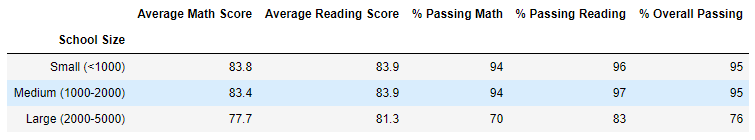 Average Math Score Average Reading Score % Passing Math % Passing Reading % Overall Passing
School Size
Small (<1000) 83.8 83.9 94 96 95
Medium (1000-2000) 83.4 83.9 94 97 95
Large (2000-5000) 77.7 81.3 70 83 76